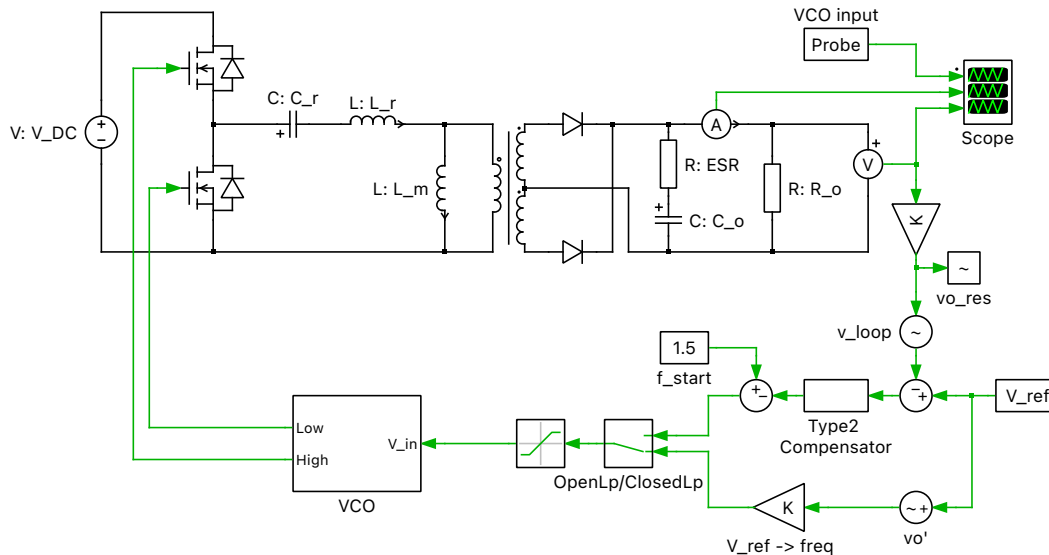 VCO input
Probe
C: C_r
L: L_r
V: V_DC
A
Scope
R: ESR
V
L: L_m
R: R_o
C: C_o
K
~
vo_res
v_loop
~
1.5
f_start
V_ref
Type2
Compensator
Low
V_in
High
VCO
OpenLp/ClosedLp
K
~
vo'
V_ref -> freq